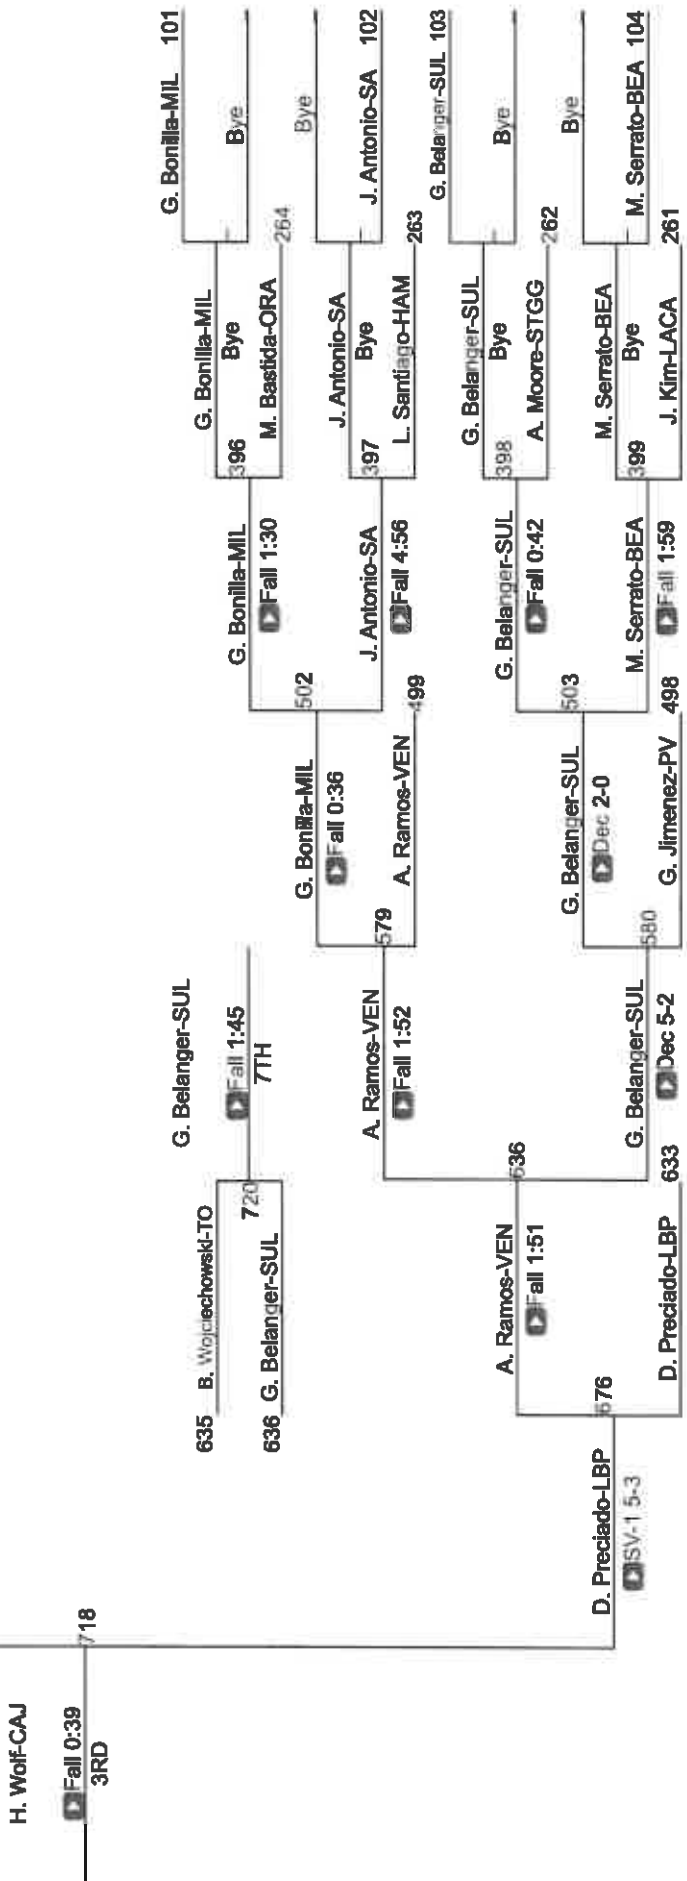 G. Bonilla-MIL 101
Bye
Bye
J. Antonio-SA 102
G. Belanger-SUL 103
Bye
Bye
M. Serrato-BEA 104
G. Bonilla-MIL
Bye
M. Bastida-ORA 264
J. Antonio-SA
Bye
L. Santiago-HAM 263
G. Belanger-SUL
Bye
A. Moore-STGG 262
M. Serrato-BEA
Bye
J. Kim-LACA 261
396
G. Bonilla-MIL
Fall 1:30
397
J. Antonio-SA
Fall 4:56
398
G. Belanger-SUL
Fall 0:42
399
M. Serrato-BEA
Fall 1:59
502
G. Bonilla-MIL
Fall 0:36
A. Ramos-VEN 499
503
G. Belanger-SUL
Dec 2-0
G. Jimenez-PV 498
579
A. Ramos-VEN
Fall 1:52
580
G. Belanger-SUL
Dec 5-2
636
A. Ramos-VEN
Fall 1:51
D. Preciado-LBP 633
676
D. Preciado-LBP
SV-1 5-3
635 B. Wojciechowski-TO
636 G. Belanger-SUL
720
G. Belanger-SUL
Fall 1:45
7TH
718
H. Wolf-CAJ
Fall 0:39
3RD